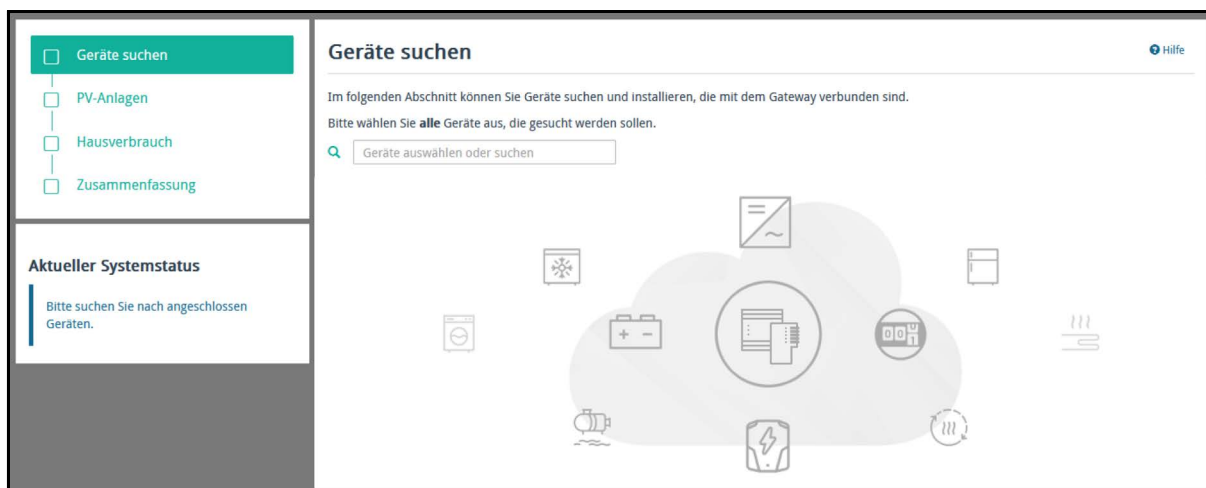 Geräte suchen
PV-Anlagen
Hausverbrauch
Zusammenfassung
Aktueller Systemstatus
Bitte suchen Sie nach angeschlossen
Geräten.
Geräte suchen
Hilfe
Im folgenden Abschnitt können Sie Geräte suchen und installieren, die mit dem Gateway verbunden sind.
Bitte wählen Sie alle Geräte aus, die gesucht werden sollen.
Geräte auswählen oder suchen